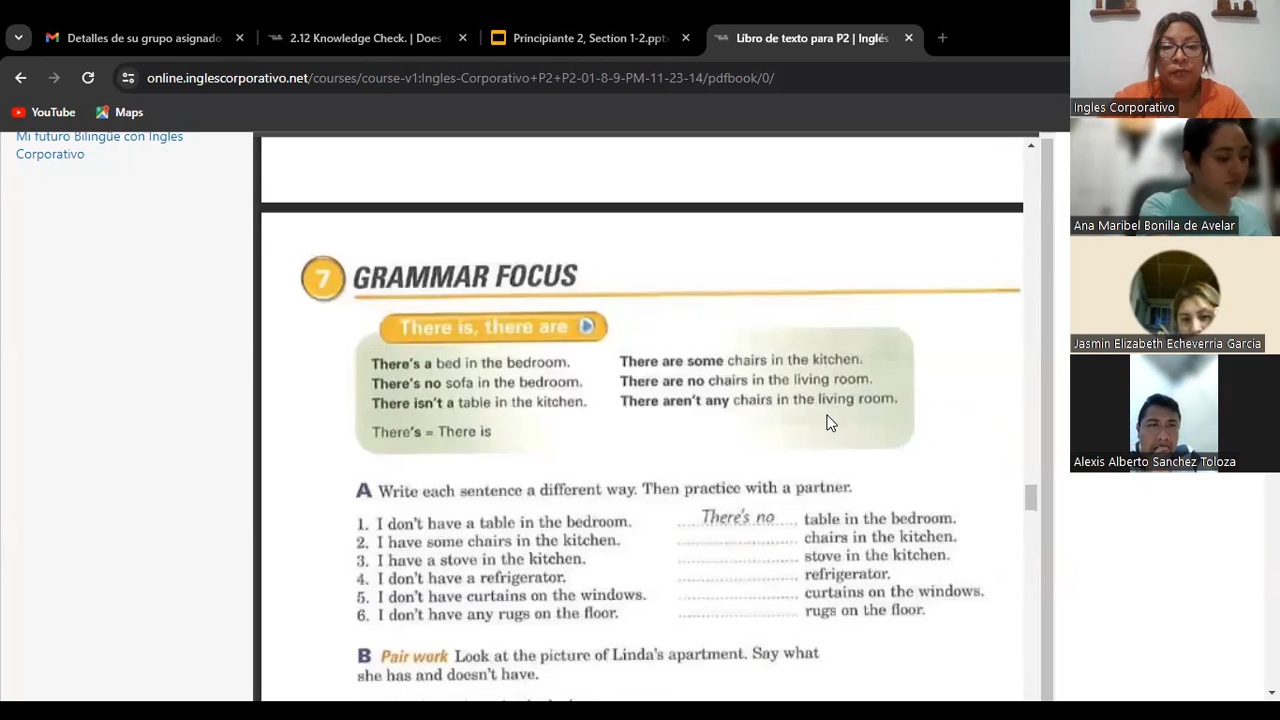 Detalles de su grupo asignado
2.12 Knowledge Check. | Does
Principiante 2, Section 1-2.ppt
Libro de texto para P2 | Inglés
online.inglescorporativo.net/courses/course-v1:Ingles-Corporativo+P2+P2-01-8-9-PM-11-23-14/pdfbook/0/
YouTube
Maps
Mi futuro Bilingüe con Ingles
Corporativo
7 GRAMMAR FOCUS
There is, there are
There's a bed in the bedroom.
There's no sofa in the bedroom.
There isn't a table in the kitchen.
There's = There is
There are some chairs in the kitchen.
There are no chairs in the living room.
There aren't any chairs in the living room.
A Write each sentence a different way. Then practice with a partner.
1. I don't have a table in the bedroom. There's no table in the bedroom.
2. I have some chairs in the kitchen. chairs in the kitchen.
3. I have a stove in the kitchen. stove in the kitchen.
4. I don't have a refrigerator. refrigerator.
5. I don't have curtains on the windows. curtains on the windows.
6. I don't have any rugs on the floor. rugs on the floor.
B Pair work Look at the picture of Linda's apartment. Say what
she has and doesn't have.
Ingles Corporativo
Ana Maribel Bonilla de Avelar
Jasmin Elizabeth Echeverria Garcia
Alexis Alberto Sanchez Toloza